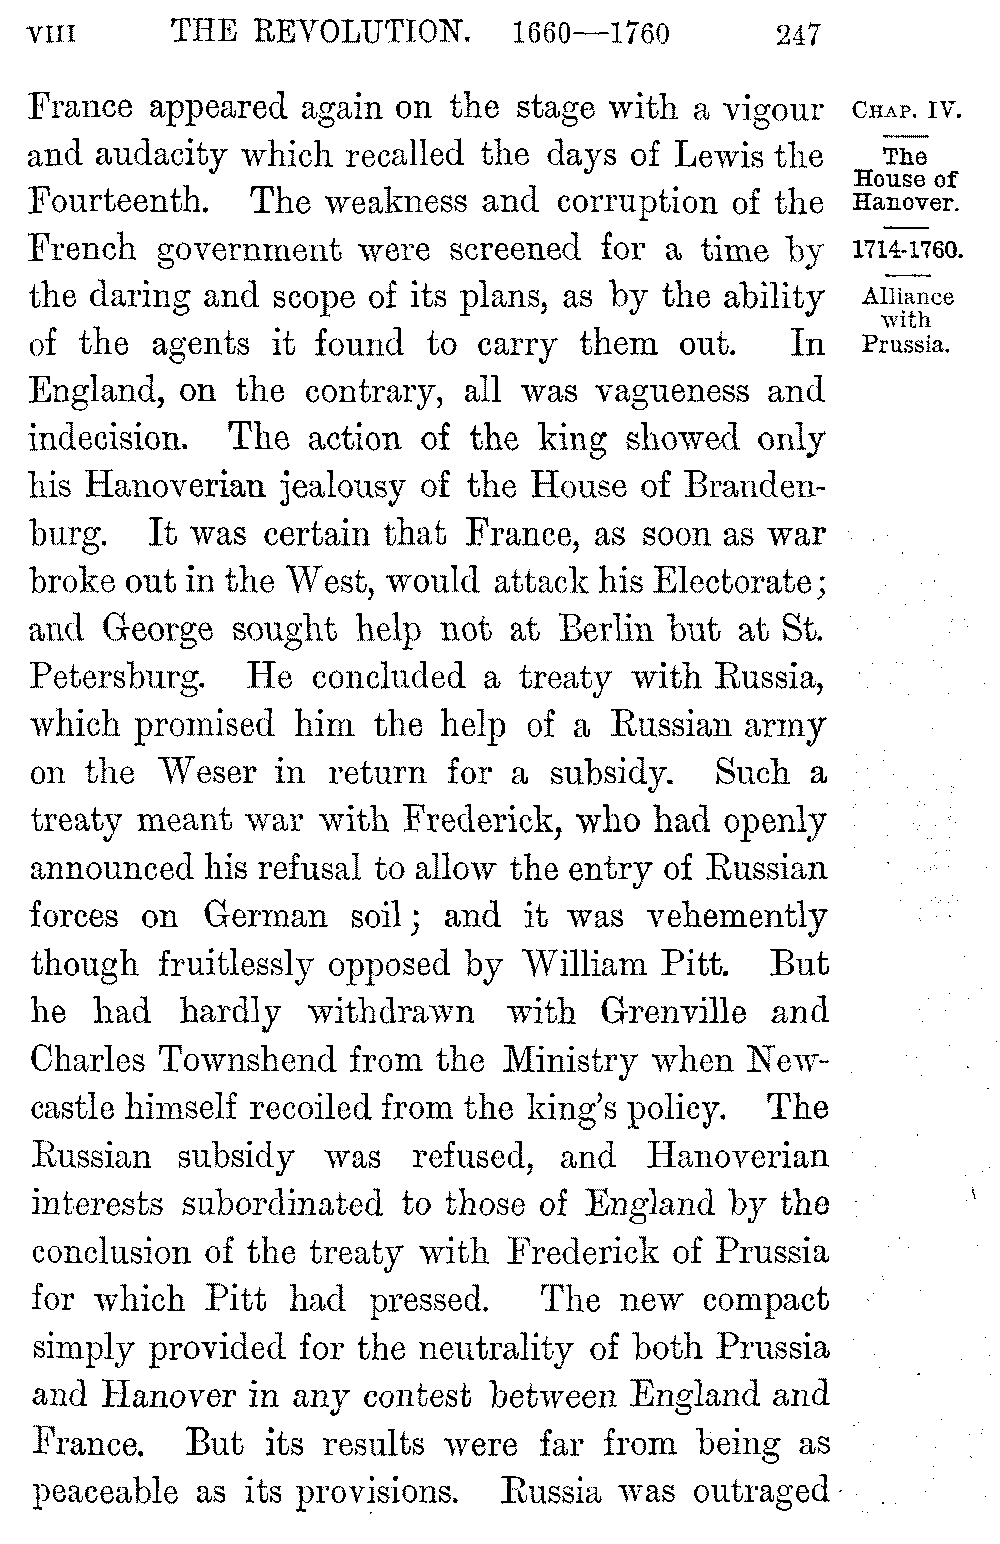 VIII THE REVOLUTION. 1660—1760 247
France appeared again on the stage with a vigour
and audacity which recalled the days of Lewis the
Fourteenth. The weakness and corruption of the
French government were screened for a time by
the daring and scope of its plans, as by the ability
of the agents it found to carry them out. In
England, on the contrary, all was vagueness and
indecision. The action of the king showed only
his Hanoverian jealousy of the House of Branden-
burg. It was certain that France, as soon as war
broke out in the West, would attack his Electorate;
and George sought help not at Berlin but at St.
Petersburg. He concluded a treaty with Russia,
which promised him the help of a Russian army
on the Weser in return for a subsidy. Such a
treaty meant war with Frederick, who had openly
announced his refusal to allow the entry of Russian
forces on German soil; and it was vehemently
though fruitlessly opposed by William Pitt. But
he had hardly withdrawn with Grenville and
Charles Townshend from the Ministry when New-
castle himself recoiled from the king's policy. The
Russian subsidy was refused, and Hanoverian
interests subordinated to those of England by the
conclusion of the treaty with Frederick of Prussia
for which Pitt had pressed. The new compact
simply provided for the neutrality of both Prussia
and Hanover in any contest between England and
France. But its results were far from being as
peaceable as its provisions. Russia was outraged
CHAP. IV.
The
House of
Hanover.
1714-1760.
Alliance
with
Prussia.